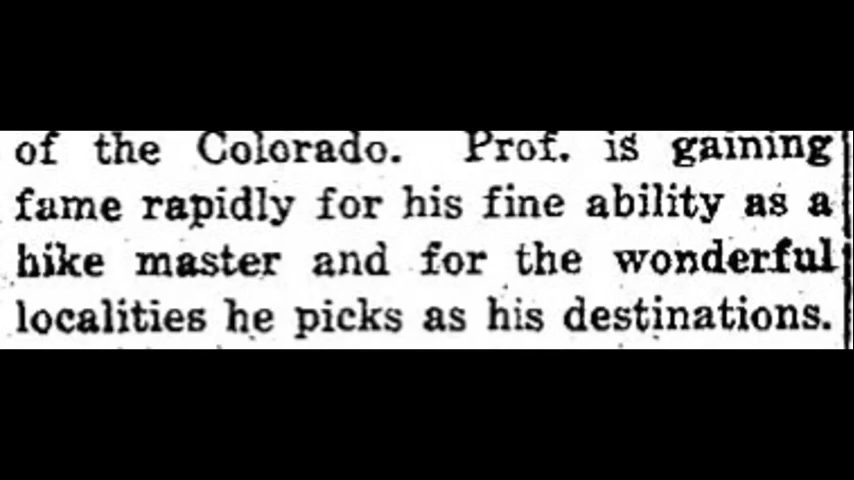 of the Colorado. Prof. is gaining
fame rapidly for his fine ability as a
hike master and for the wonderful
localities he picks as his destinations.